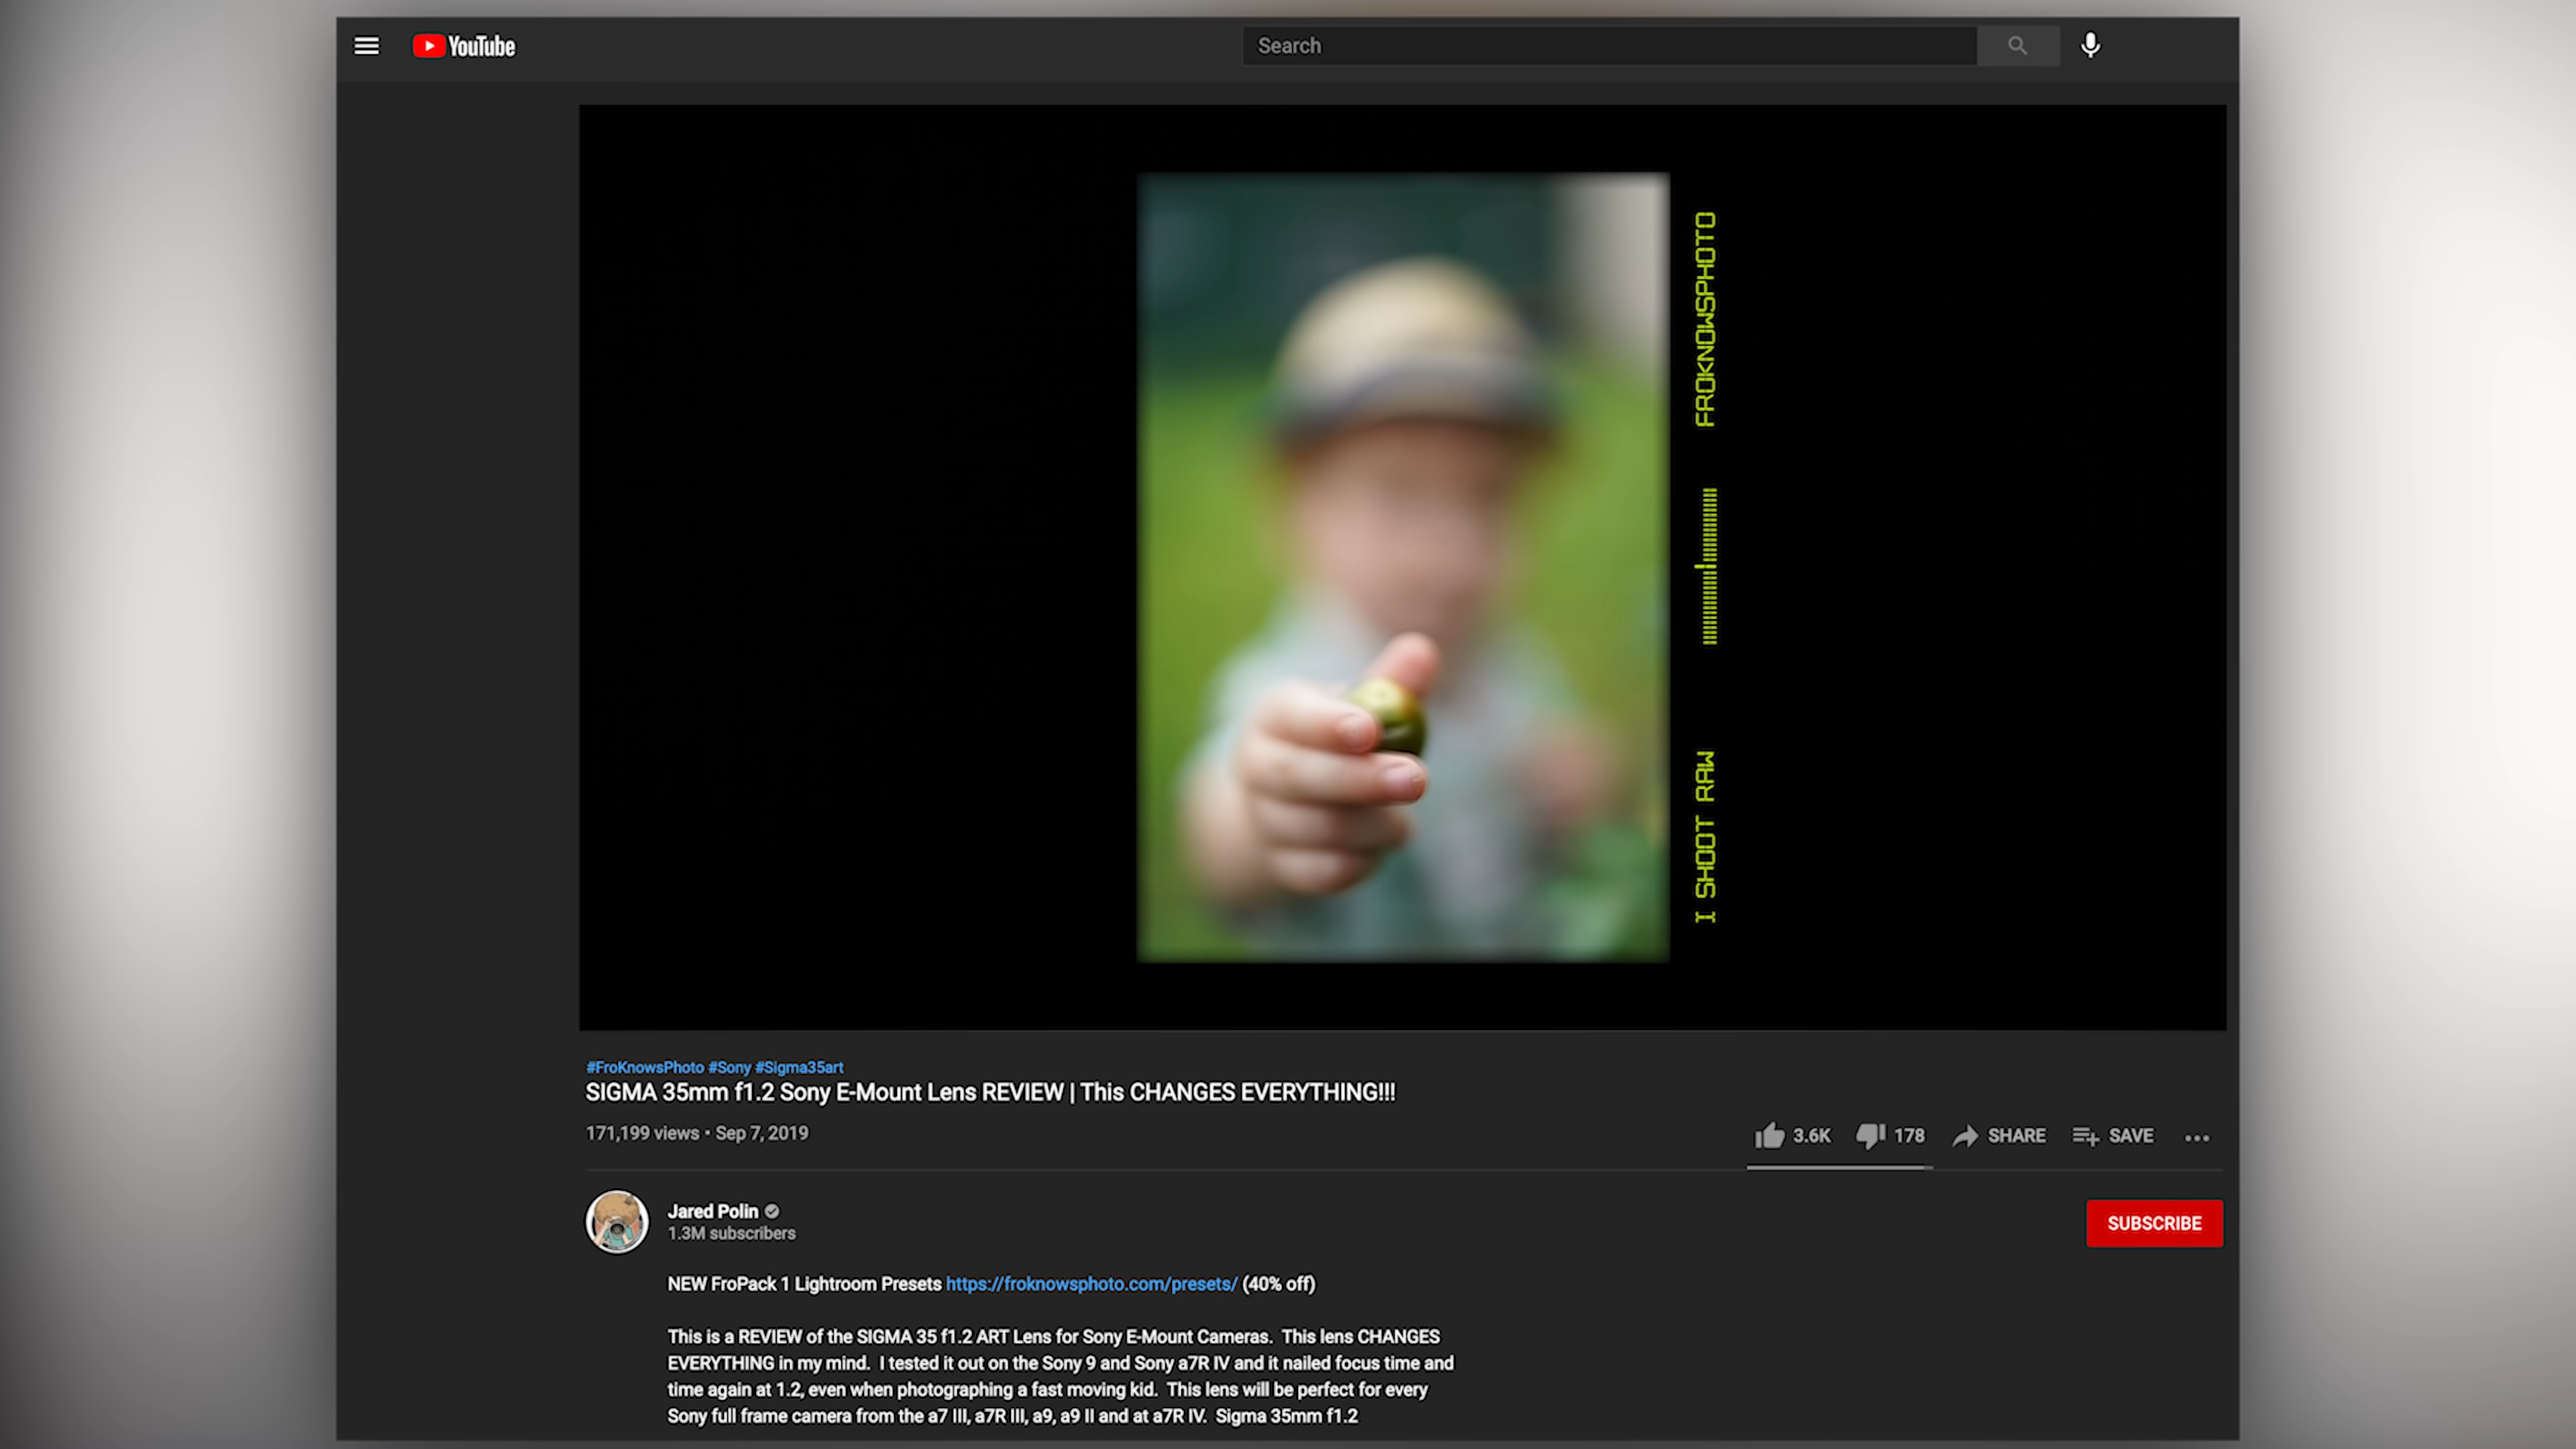 YouTube
Search
FROKNOWSPHOTO
I SHOOT RAW
#FroKnowsPhoto #Sony #Sigma35art
SIGMA 35mm f1.2 Sony E-Mount Lens REVIEW | This CHANGES EVERYTHING!!!
171,199 views • Sep 7, 2019
3.6K 178 SHARE SAVE
Jared Polin
1.3M subscribers
SUBSCRIBE
NEW FroPack 1 Lightroom Presets https://froknowsphoto.com/presets/ (40% off)
This is a REVIEW of the SIGMA 35 f1.2 ART Lens for Sony E-Mount Cameras. This lens CHANGES
EVERYTHING in my mind. I tested it out on the Sony 9 and Sony a7R IV and it nailed focus time and
time again at 1.2, even when photographing a fast moving kid. This lens will be perfect for every
Sony full frame camera from the a7 III, a7R III, a9, a9 II and at a7R IV. Sigma 35mm f1.2